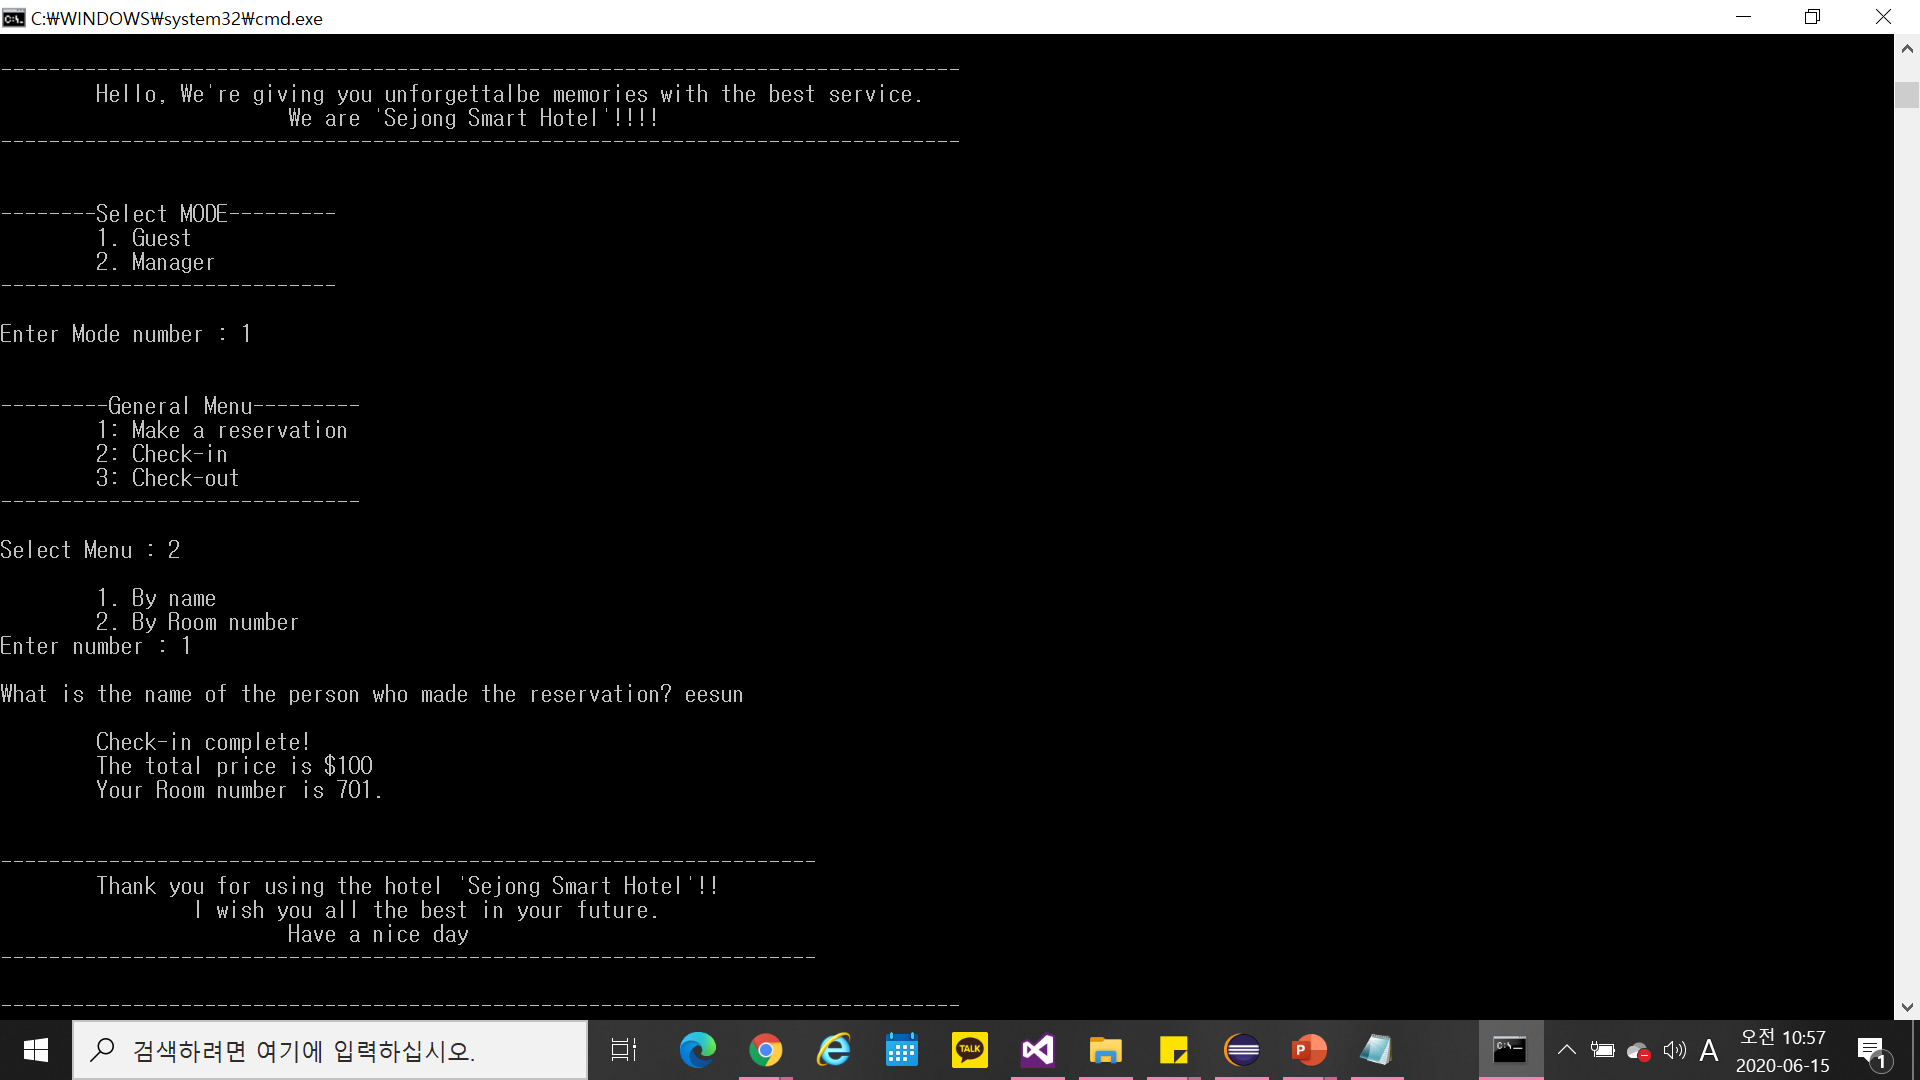 C:₩WINDOWS₩system32₩cmd.exe
--------------------------------------------------------------------------------
Hello, We're giving you unforgettalbe memories with the best service.
We are 'Sejong Smart Hotel'!!!!
--------------------------------------------------------------------------------
--------Select MODE---------
1. Guest
2. Manager
----------------------------
Enter Mode number : 1
---------General Menu---------
1: Make a reservation
2: Check-in
3: Check-out
------------------------------
Select Menu : 2
1. By name
2. By Room number
Enter number : 1
What is the name of the person who made the reservation? eesun
Check-in complete!
The total price is $100
Your Room number is 701.
--------------------------------------------------------------------
Thank you for using the hotel 'Sejong Smart Hotel'!!
I wish you all the best in your future.
Have a nice day
--------------------------------------------------------------------
--------------------------------------------------------------------------------
검색하려면 여기에 입력하십시오.
TALK
A
오전 10:57
2020-06-15
1